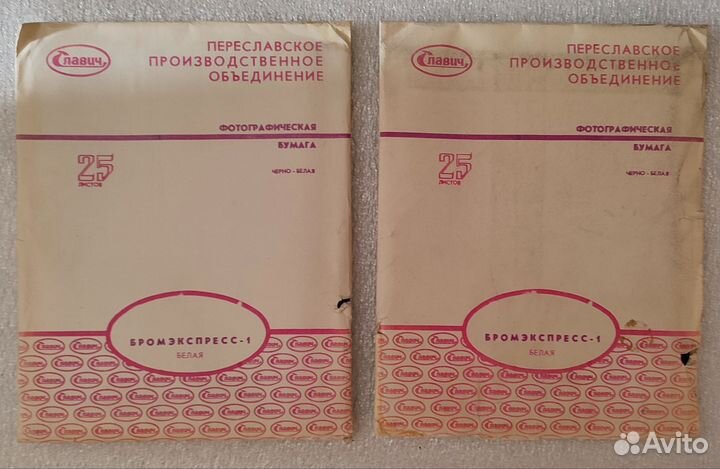 Славич
ПЕРЕСЛАВСКОЕ
ПРОИЗВОДСТВЕННОЕ
ОБЪЕДИНЕНИЕ
ФОТОГРАФИЧЕСКАЯ
БУМАГА
25
ЛИСТОВ
ЧЕРНО-БЕЛАЯ
БРОМЭКСПРЕСС-1
БЕЛАЯ
Славич
ПЕРЕСЛАВСКОЕ
ПРОИЗВОДСТВЕННОЕ
ОБЪЕДИНЕНИЕ
ФОТОГРАФИЧЕСКАЯ
БУМАГА
25
ЛИСТОВ
ЧЕРНО-БЕЛАЯ
БРОМЭКСПРЕСС-1
БЕЛАЯ
Avito